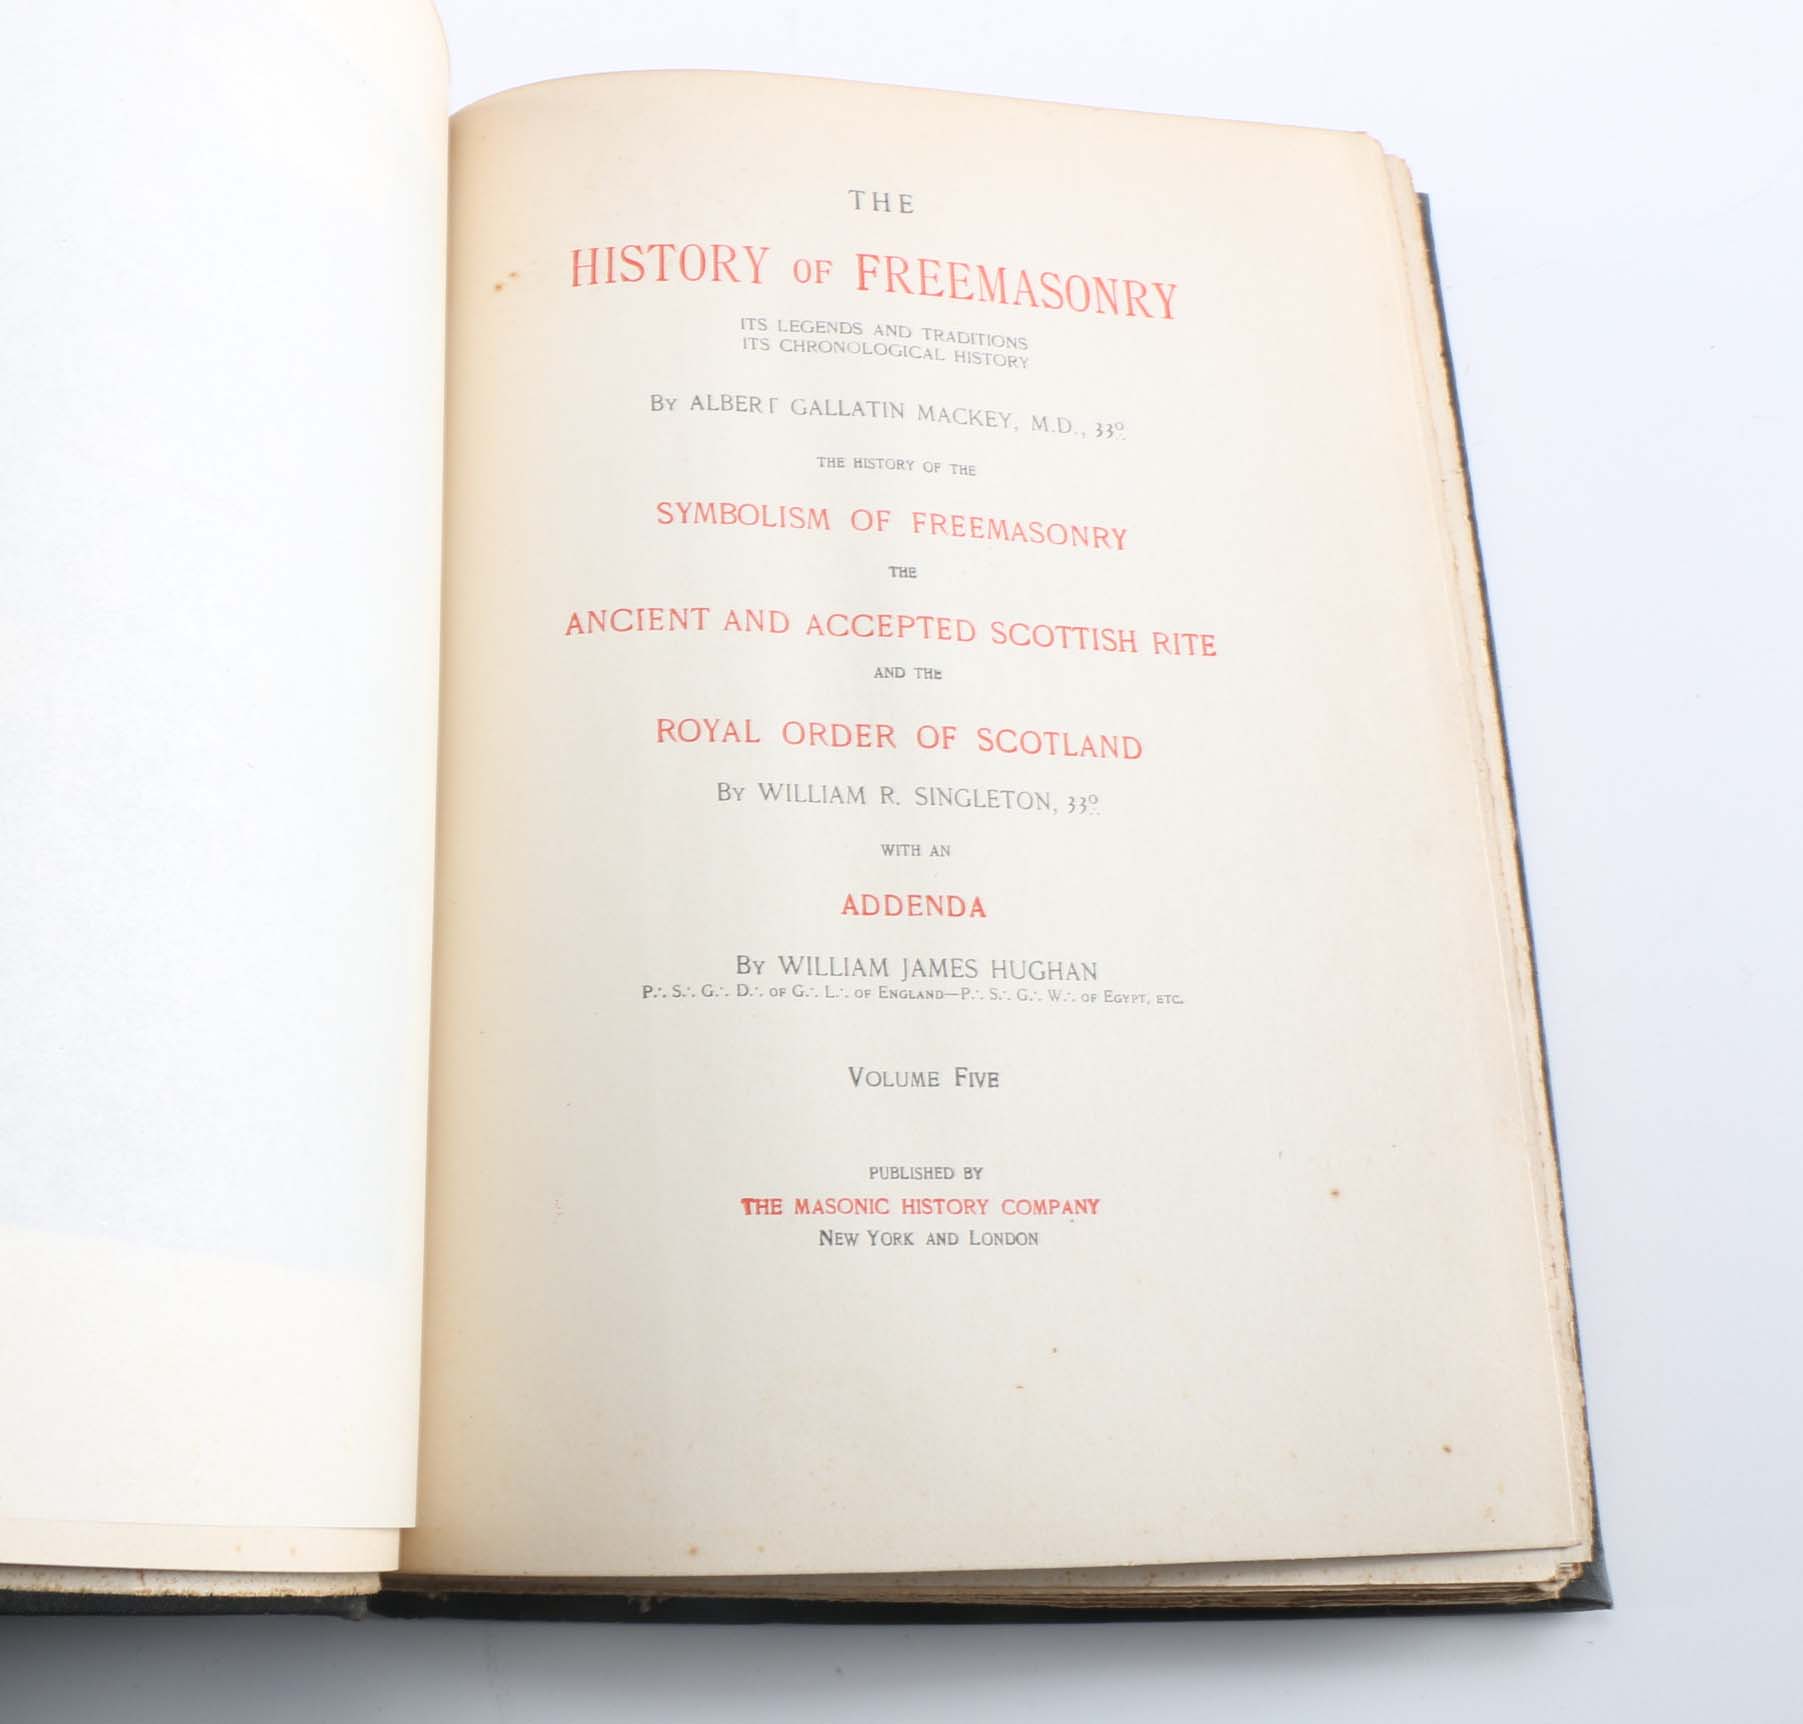 THE
HISTORY OF FREEMASONRY
ITS LEGENDS AND TRADITIONS
ITS CHRONOLOGICAL HISTORY
By ALBERT GALLATIN MACKEY, M.D., 33º∴
THE HISTORY OF THE
SYMBOLISM OF FREEMASONRY
THE
ANCIENT AND ACCEPTED SCOTTISH RITE
AND THE
ROYAL ORDER OF SCOTLAND
By WILLIAM R. SINGLETON, 33º∴
WITH AN
ADDENDA
By WILLIAM JAMES HUGHAN
P∴ S∴ G∴ D∴ OF G∴ L∴ OF ENGLAND—P∴ S∴ G∴ W∴ OF EGYPT, ETC.
VOLUME FIVE
PUBLISHED BY
THE MASONIC HISTORY COMPANY
NEW YORK AND LONDON